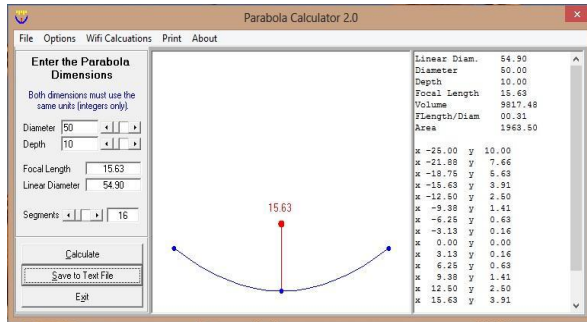 Parabola Calculator 2.0
File Options Wifi Calcuations Print About
Enter the Parabola
Dimensions
Both dimensions must use the
same units (integers only).
Diameter 50
Depth 10
Focal Length 15.63
Linear Diameter 54.90
Segments 16
Calculate
Save to Text File
Exit
15.63
Linear Diam. 54.90
Diameter 50.00
Depth 10.00
Focal Length 15.63
Volume 9817.48
FLength/Diam 00.31
Area 1963.50
x -25.00 y 10.00
x -21.88 y 7.66
x -18.75 y 5.63
x -15.63 y 3.91
x -12.50 y 2.50
x -9.38 y 1.41
x -6.25 y 0.63
x -3.13 y 0.16
x 0.00 y 0.00
x 3.13 y 0.16
x 6.25 y 0.63
x 9.38 y 1.41
x 12.50 y 2.50
x 15.63 y 3.91